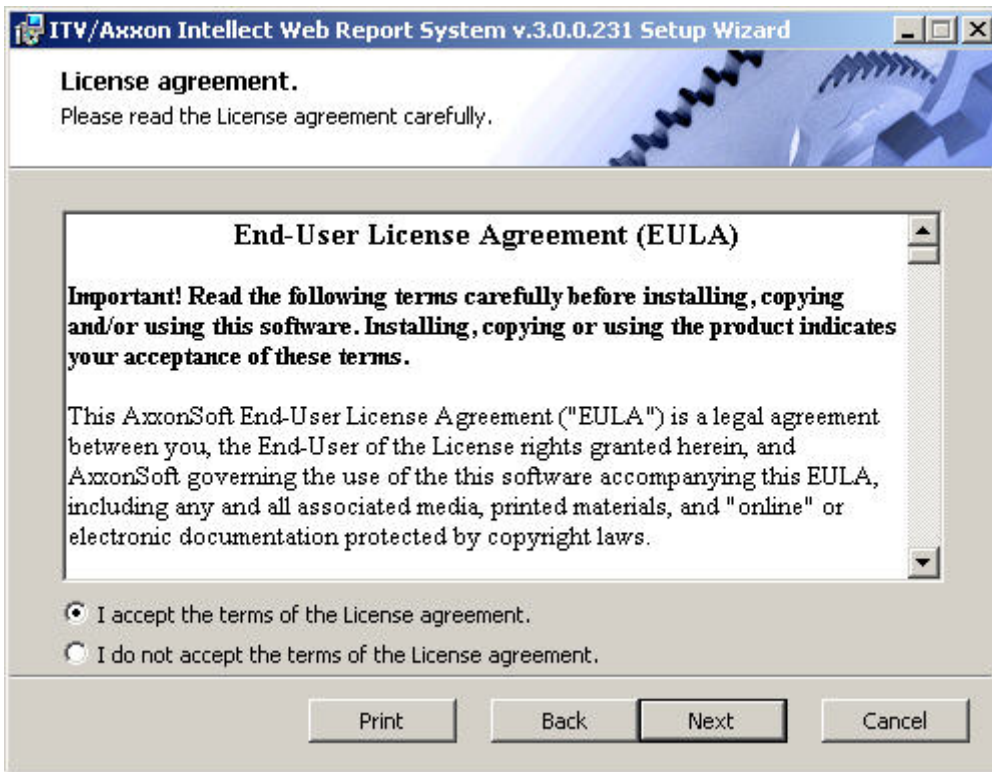 ITV/Axxon Intellect Web Report System v.3.0.0.231 Setup Wizard
License agreement.
Please read the License agreement carefully.
End-User License Agreement (EULA)
Important! Read the following terms carefully before installing, copying
and/or using this software. Installing, copying or using the product indicates
your acceptance of these terms.
This AxxonSoft End-User License Agreement ("EULA") is a legal agreement
between you, the End-User of the License rights granted herein, and
AxxonSoft governing the use of the this software accompanying this EULA,
including any and all associated media, printed materials, and "online" or
electronic documentation protected by copyright laws.
I accept the terms of the License agreement.
I do not accept the terms of the License agreement.
Print Back Next Cancel